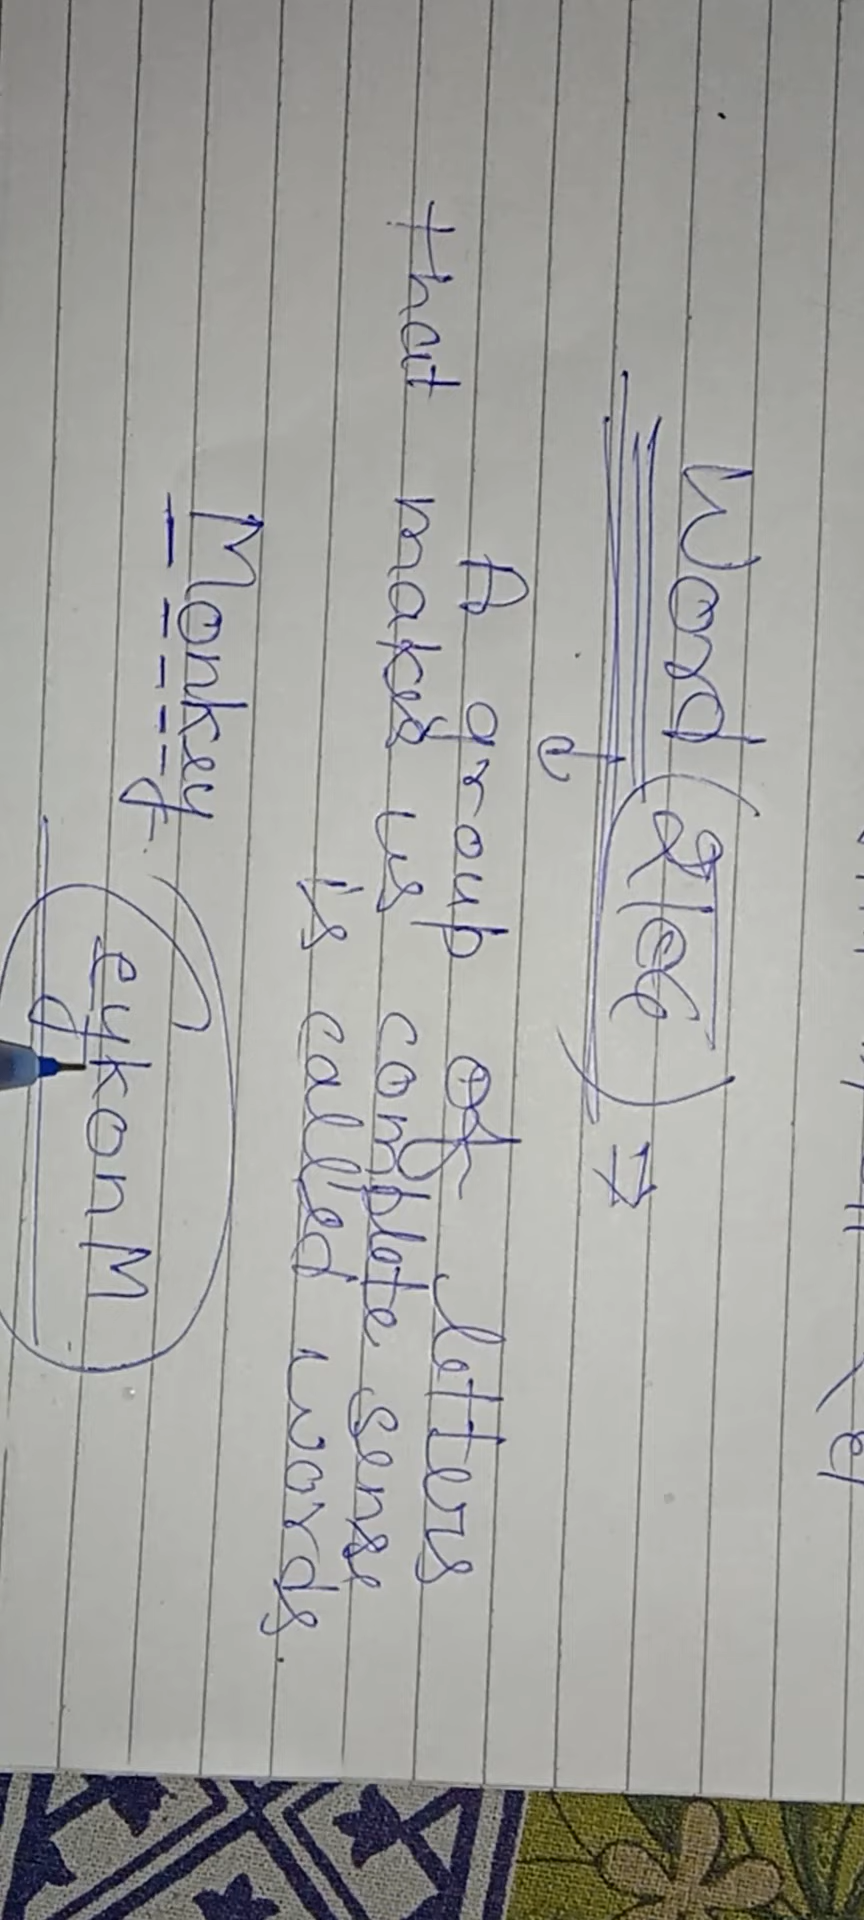 Word (शब्द) ⇒
A group of letters
that makes us complete sense
is called words.
Monkey
eykonM